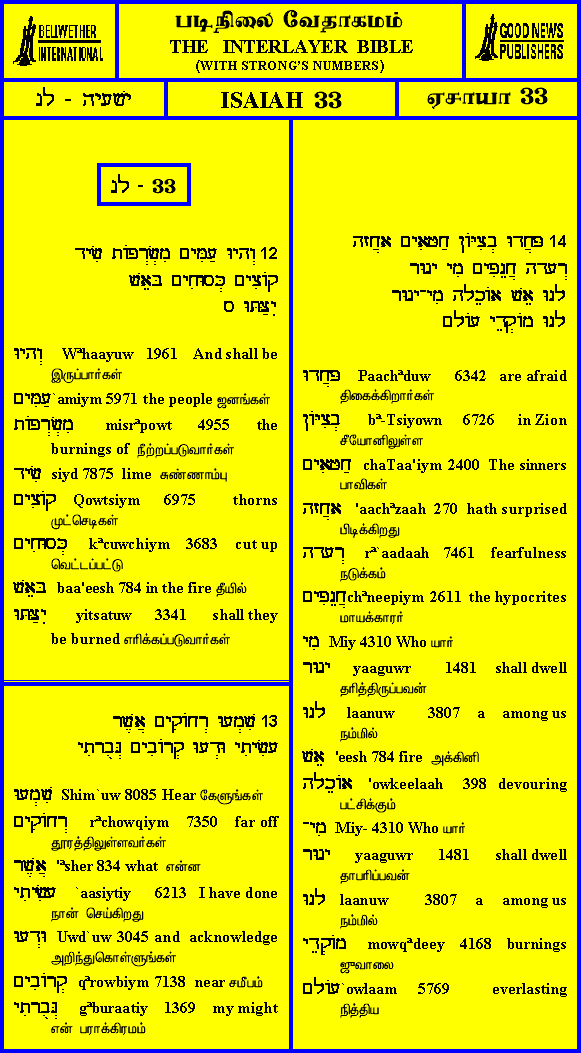 BELLWETHER
INTERNATIONAL
படிநிலை வேதாகமம்
THE INTERLAYER BIBLE
(WITH STRONG'S NUMBERS)
GOOD NEWS
PUBLISHERS
ישעיה - לג
ISAIAH 33
ஏசாயா 33
לג - 33
12 וְהָיוּ עַמִּים מִשְׂרְפוֹת שִׂיד
קוֹצִים כְּסוּחִים בָּאֵשׁ
יִצַּתּוּ ס
וְהָיוּ Wªhaayuw 1961 And shall be
இருப்பார்கள்
עַמִּים `amiym 5971 the people ஜனங்கள்
מִשְׂרְפוֹת misrªpowt 4955 the
burnings of நீற்றப்படுவார்கள்
שִׂיד siyd 7875 lime சுண்ணாம்பு
קוֹצִים Qowtsiym 6975 thorns
முட்செடிகள்
כְּסוּחִים kªcuwchiym 3683 cut up
வெட்டப்பட்டு
בָּאֵשׁ baa'eesh 784 in the fire தீயில்
יִצַּתּוּ yitsatuw 3341 shall they
be burned எரிக்கப்படுவார்கள்
13 שִׁמְעוּ רְחוֹקִים אֲשֶׁר
עָשִׂיתִי וּדְעוּ קְרוֹבִים גְּבֻרָתִי
שִׁמְעוּ Shim`uw 8085 Hear கேளுங்கள்
רְחוֹקִים rªchowqiym 7350 far off
தூரத்திலுள்ளவர்கள்
אֲשֶׁר 'ªsher 834 what என்ன
עָשִׂיתִי `aasiytiy 6213 I have done
நான் செய்கிறது
וּדְעוּ Uwd`uw 3045 and acknowledge
அறிந்துகொள்ளுங்கள்
קְרוֹבִים qªrowbiym 7138 near சமீபம்
גְּבֻרָתִי gªburaatiy 1369 my might
என் பராக்கிரமம்
14 פָּחֲדוּ בְצִיּוֹן חַטָּאִים אָחֲזָה
רְעָדָה חֲנֵפִים מִי יָגוּר
לָנוּ אֵשׁ אוֹכֵלָה מִי־יָגוּר
לָנוּ מוֹקְדֵי עוֹלָם
פָּחֲדוּ Paachªduw 6342 are afraid
திகைக்கிறார்கள்
בְצִיּוֹן bª-Tsiyown 6726 in Zion
சீயோனிலுள்ள
חַטָּאִים chaTaa'iym 2400 The sinners
பாவிகள்
אָחֲזָה 'aachªzaah 270 hath surprised
பிடிக்கிறது
רְעָדָה rª`aadaah 7461 fearfulness
நடுக்கம்
חֲנֵפִים chªneepiym 2611 the hypocrites
மாயக்காரர்
מִי Miy 4310 Who யார்
יָגוּר yaaguwr 1481 shall dwell
தரித்திருப்பவன்
לָנוּ laanuw 3807 a among us
நம்மில்
אֵשׁ 'eesh 784 fire அக்கினி
אוֹכֵלָה 'owkeelaah 398 devouring
பட்சிக்கும்
מִי־ Miy- 4310 Who யார்
יָגוּר yaaguwr 1481 shall dwell
தாபரிப்பவன்
לָנוּ laanuw 3807 a among us
நம்மில்
מוֹקְדֵי mowqªdeey 4168 burnings
ஜுவாலை
עוֹלָם `owlaam 5769 everlasting
நித்திய